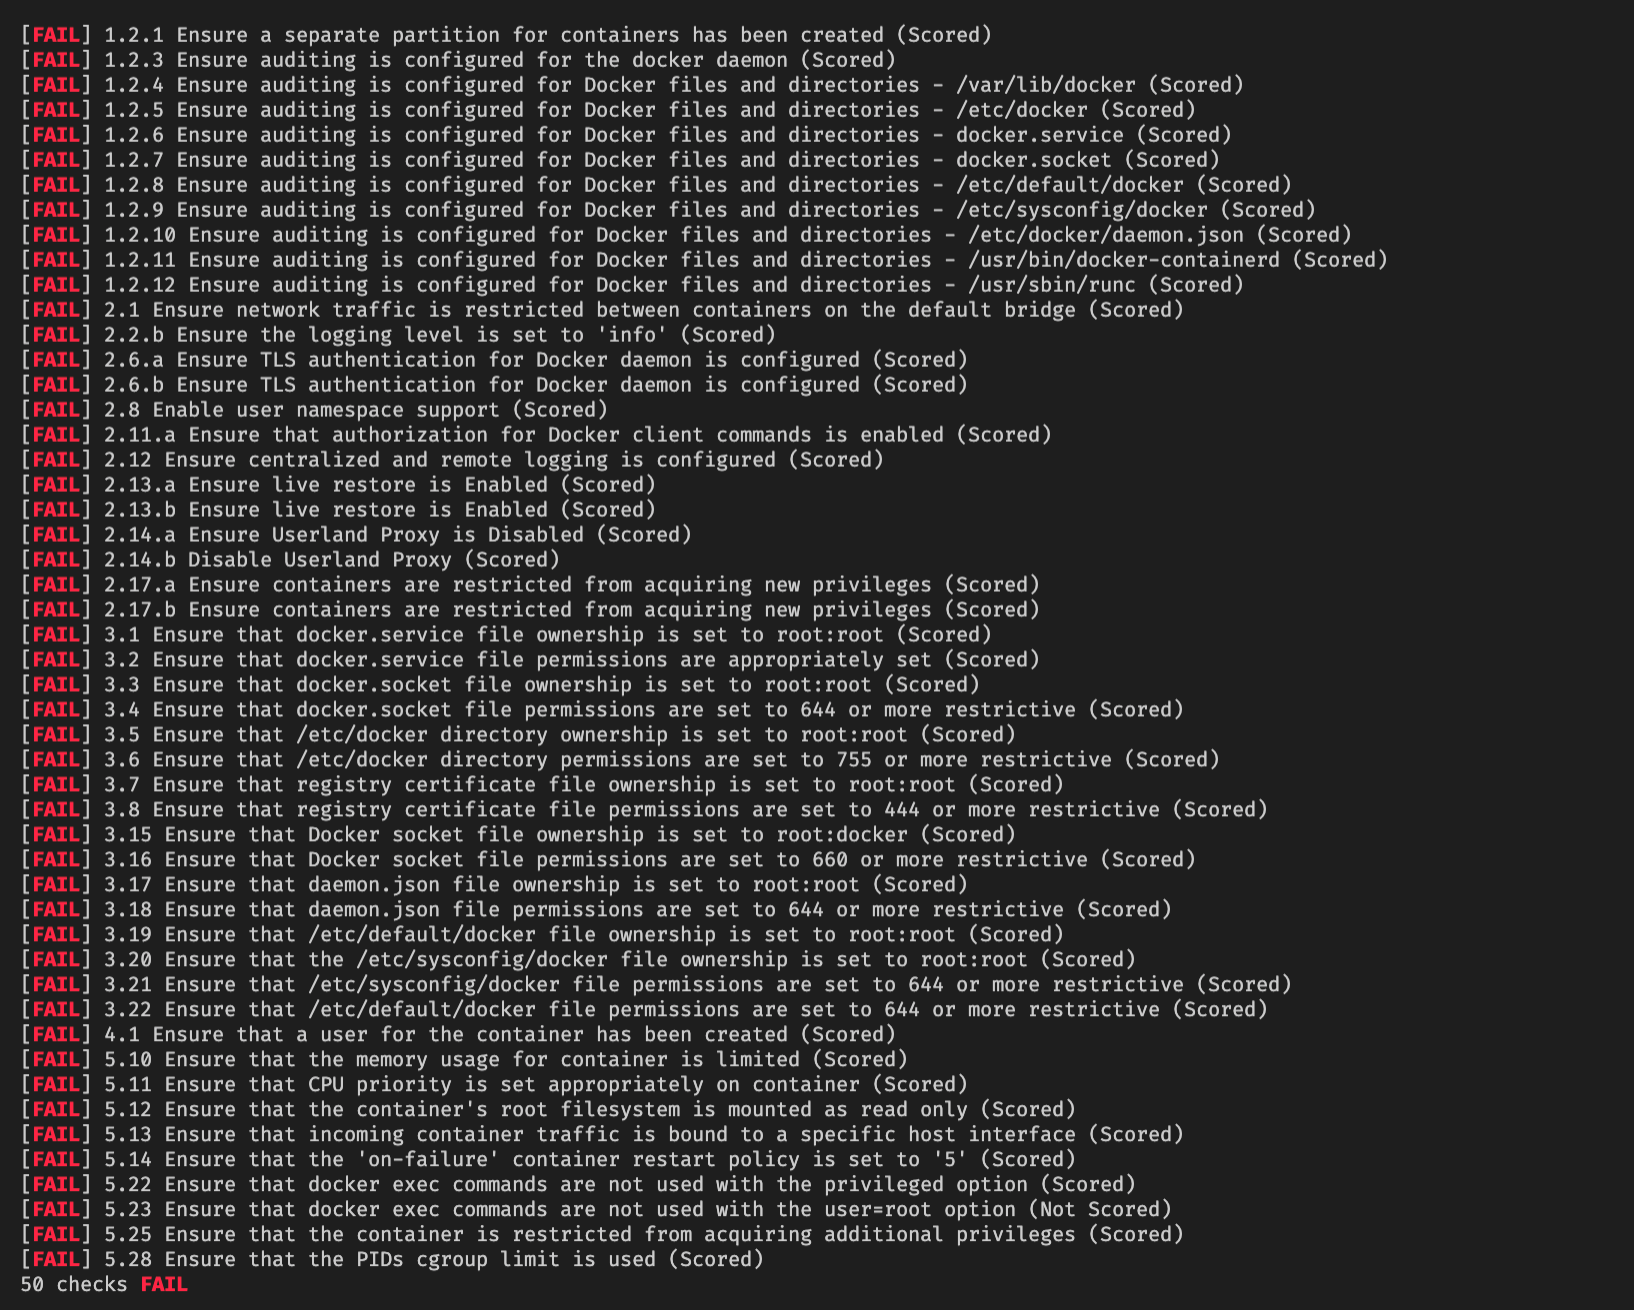 [FAIL] 1.2.1 Ensure a separate partition for containers has been created (Scored)
[FAIL] 1.2.3 Ensure auditing is configured for the docker daemon (Scored)
[FAIL] 1.2.4 Ensure auditing is configured for Docker files and directories - /var/lib/docker (Scored)
[FAIL] 1.2.5 Ensure auditing is configured for Docker files and directories - /etc/docker (Scored)
[FAIL] 1.2.6 Ensure auditing is configured for Docker files and directories - docker.service (Scored)
[FAIL] 1.2.7 Ensure auditing is configured for Docker files and directories - docker.socket (Scored)
[FAIL] 1.2.8 Ensure auditing is configured for Docker files and directories - /etc/default/docker (Scored)
[FAIL] 1.2.9 Ensure auditing is configured for Docker files and directories - /etc/sysconfig/docker (Scored)
[FAIL] 1.2.10 Ensure auditing is configured for Docker files and directories - /etc/docker/daemon.json (Scored)
[FAIL] 1.2.11 Ensure auditing is configured for Docker files and directories - /usr/bin/docker-containerd (Scored)
[FAIL] 1.2.12 Ensure auditing is configured for Docker files and directories - /usr/sbin/runc (Scored)
[FAIL] 2.1 Ensure network traffic is restricted between containers on the default bridge (Scored)
[FAIL] 2.2.b Ensure the logging level is set to 'info' (Scored)
[FAIL] 2.6.a Ensure TLS authentication for Docker daemon is configured (Scored)
[FAIL] 2.6.b Ensure TLS authentication for Docker daemon is configured (Scored)
[FAIL] 2.8 Enable user namespace support (Scored)
[FAIL] 2.11.a Ensure that authorization for Docker client commands is enabled (Scored)
[FAIL] 2.12 Ensure centralized and remote logging is configured (Scored)
[FAIL] 2.13.a Ensure live restore is Enabled (Scored)
[FAIL] 2.13.b Ensure live restore is Enabled (Scored)
[FAIL] 2.14.a Ensure Userland Proxy is Disabled (Scored)
[FAIL] 2.14.b Disable Userland Proxy (Scored)
[FAIL] 2.17.a Ensure containers are restricted from acquiring new privileges (Scored)
[FAIL] 2.17.b Ensure containers are restricted from acquiring new privileges (Scored)
[FAIL] 3.1 Ensure that docker.service file ownership is set to root:root (Scored)
[FAIL] 3.2 Ensure that docker.service file permissions are appropriately set (Scored)
[FAIL] 3.3 Ensure that docker.socket file ownership is set to root:root (Scored)
[FAIL] 3.4 Ensure that docker.socket file permissions are set to 644 or more restrictive (Scored)
[FAIL] 3.5 Ensure that /etc/docker directory ownership is set to root:root (Scored)
[FAIL] 3.6 Ensure that /etc/docker directory permissions are set to 755 or more restrictive (Scored)
[FAIL] 3.7 Ensure that registry certificate file ownership is set to root:root (Scored)
[FAIL] 3.8 Ensure that registry certificate file permissions are set to 444 or more restrictive (Scored)
[FAIL] 3.15 Ensure that Docker socket file ownership is set to root:docker (Scored)
[FAIL] 3.16 Ensure that Docker socket file permissions are set to 660 or more restrictive (Scored)
[FAIL] 3.17 Ensure that daemon.json file ownership is set to root:root (Scored)
[FAIL] 3.18 Ensure that daemon.json file permissions are set to 644 or more restrictive (Scored)
[FAIL] 3.19 Ensure that /etc/default/docker file ownership is set to root:root (Scored)
[FAIL] 3.20 Ensure that the /etc/sysconfig/docker file ownership is set to root:root (Scored)
[FAIL] 3.21 Ensure that /etc/sysconfig/docker file permissions are set to 644 or more restrictive (Scored)
[FAIL] 3.22 Ensure that /etc/default/docker file permissions are set to 644 or more restrictive (Scored)
[FAIL] 4.1 Ensure that a user for the container has been created (Scored)
[FAIL] 5.10 Ensure that the memory usage for container is limited (Scored)
[FAIL] 5.11 Ensure that CPU priority is set appropriately on container (Scored)
[FAIL] 5.12 Ensure that the container's root filesystem is mounted as read only (Scored)
[FAIL] 5.13 Ensure that incoming container traffic is bound to a specific host interface (Scored)
[FAIL] 5.14 Ensure that the 'on-failure' container restart policy is set to '5' (Scored)
[FAIL] 5.22 Ensure that docker exec commands are not used with the privileged option (Scored)
[FAIL] 5.23 Ensure that docker exec commands are not used with the user=root option (Not Scored)
[FAIL] 5.25 Ensure that the container is restricted from acquiring additional privileges (Scored)
[FAIL] 5.28 Ensure that the PIDs cgroup limit is used (Scored)
50 checks FAIL